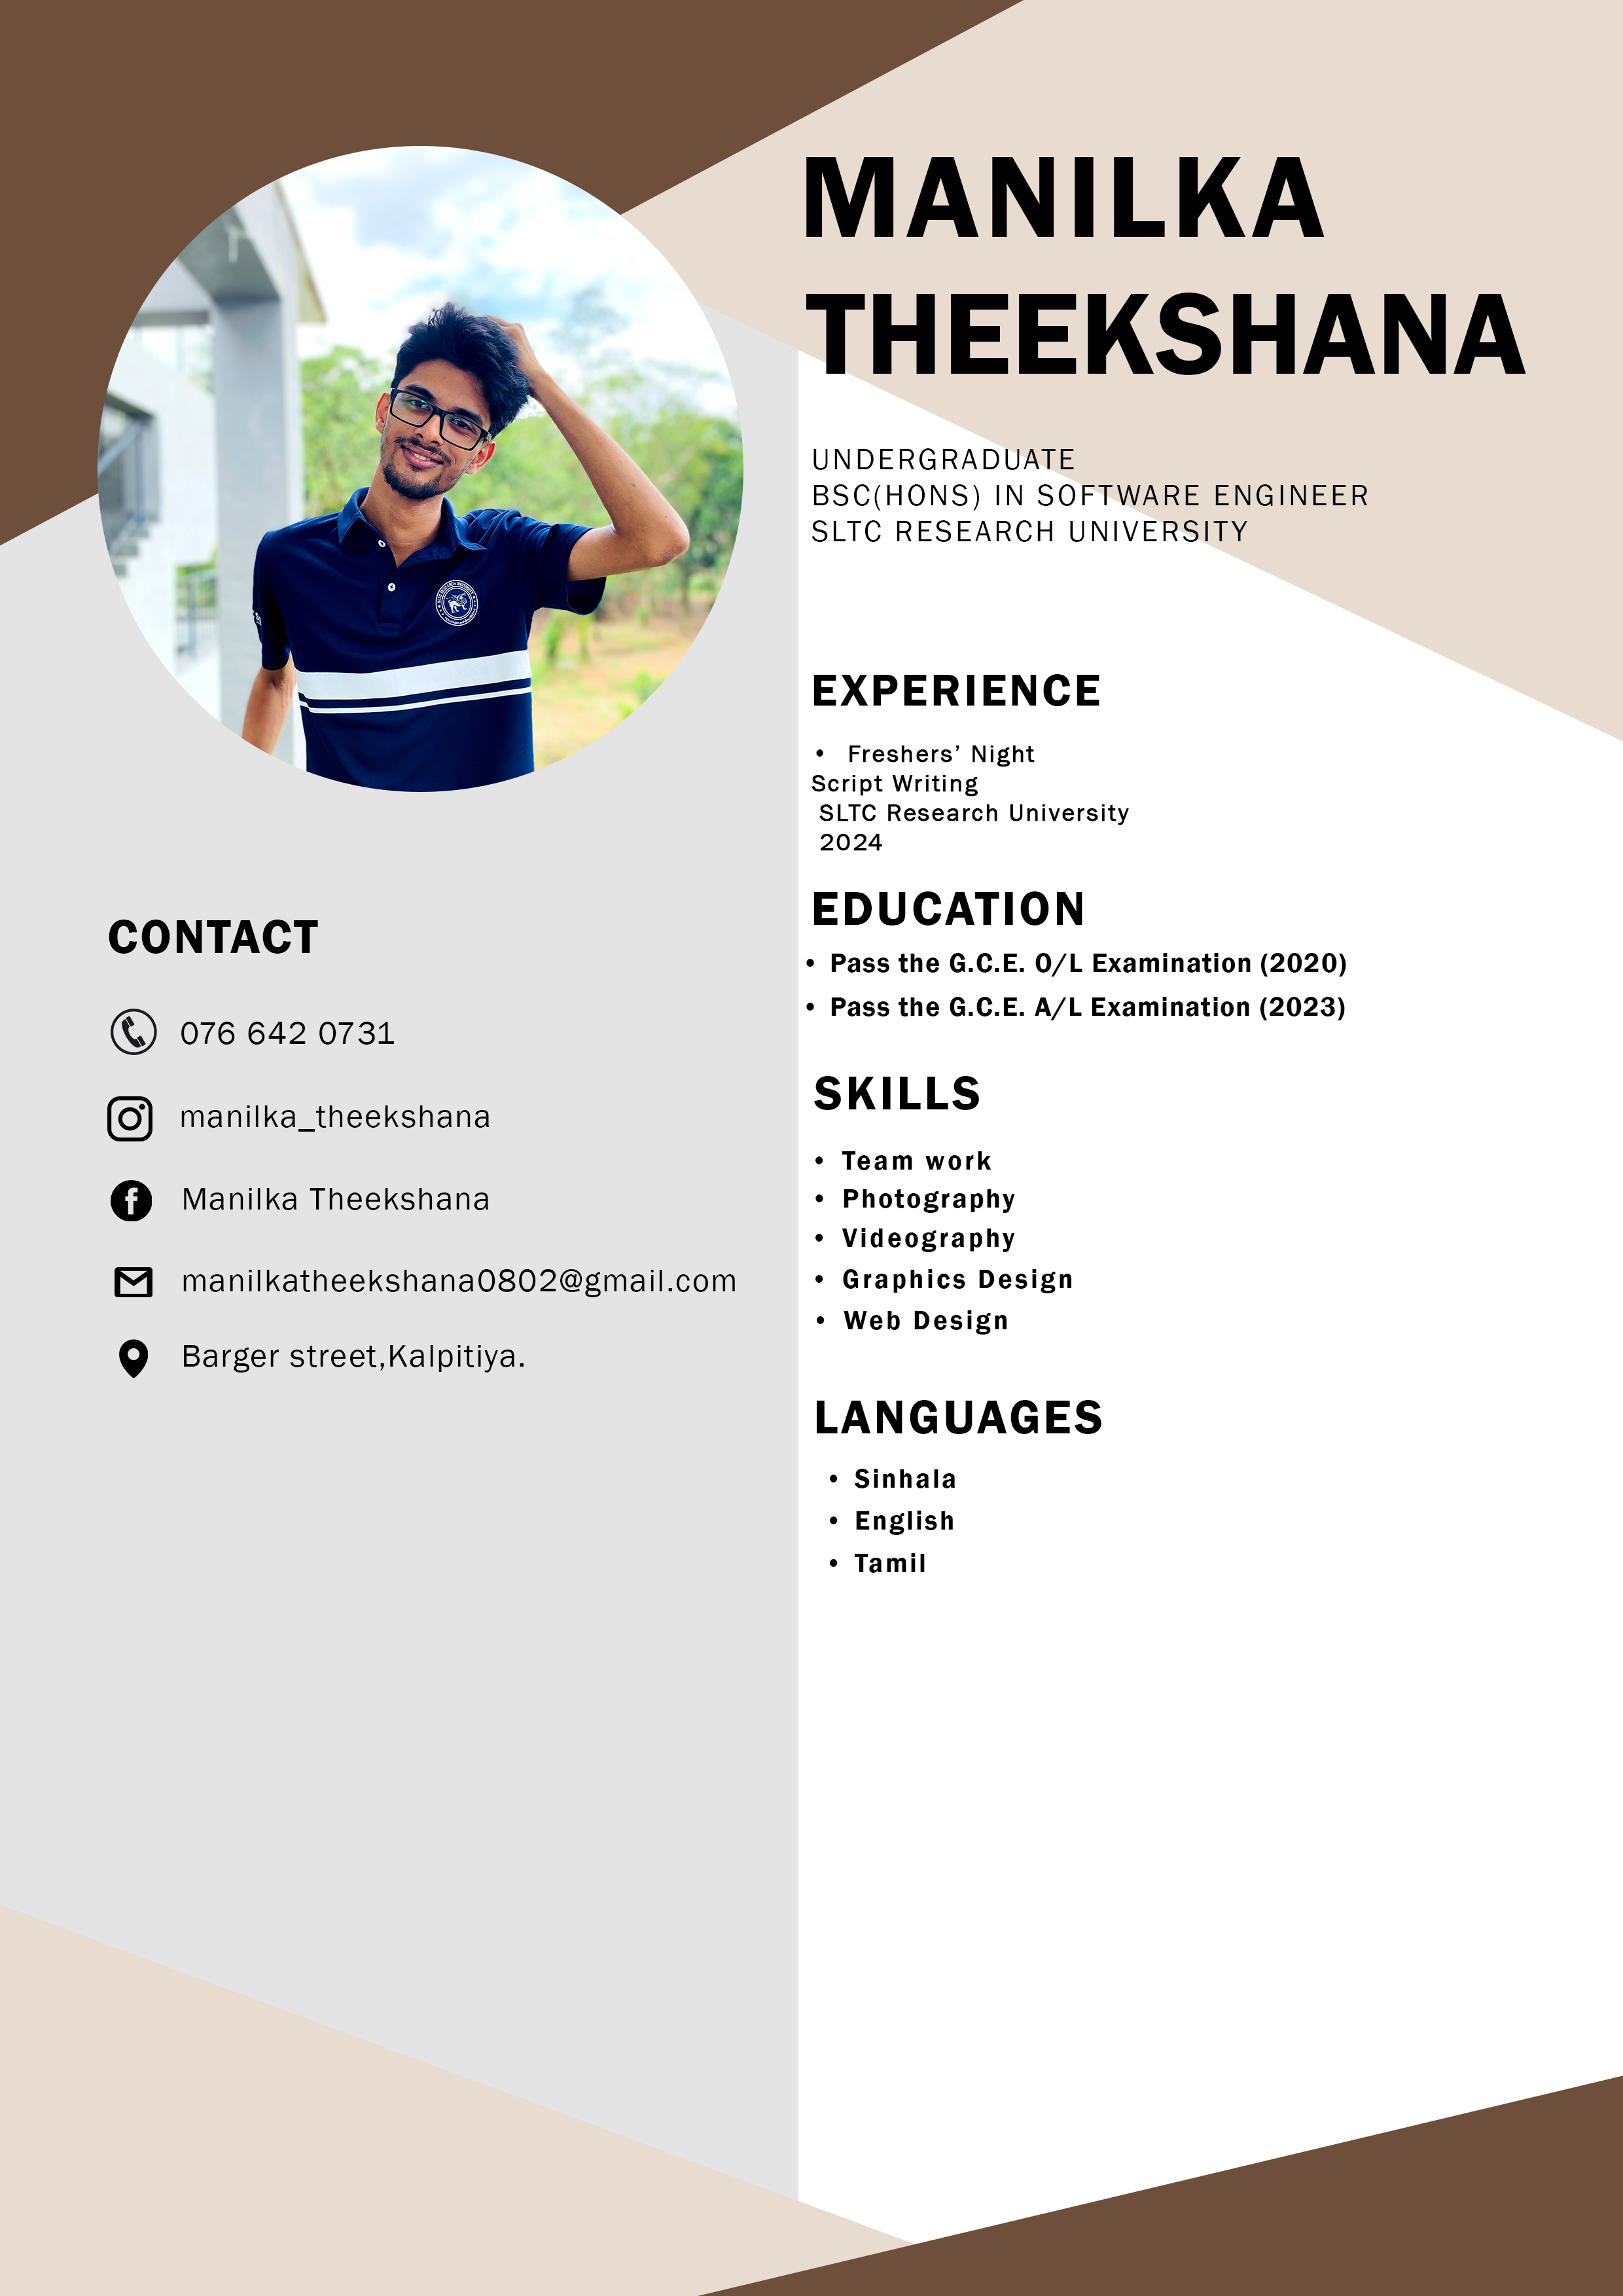 MANILKA
THEEKSHANA
UNDERGRADUATE
BSC(HONS) IN SOFTWARE ENGINEER
SLTC RESEARCH UNIVERSITY
EXPERIENCE
• Freshers’ Night
Script Writing
SLTC Research University
2024
EDUCATION
• Pass the G.C.E. O/L Examination (2020)
• Pass the G.C.E. A/L Examination (2023)
SKILLS
• Team work
• Photography
• Videography
• Graphics Design
• Web Design
LANGUAGES
• Sinhala
• English
• Tamil
CONTACT
076 642 0731
manilka_theekshana
Manilka Theekshana
manilkatheekshana0802@gmail.com
Barger street,Kalpitiya.